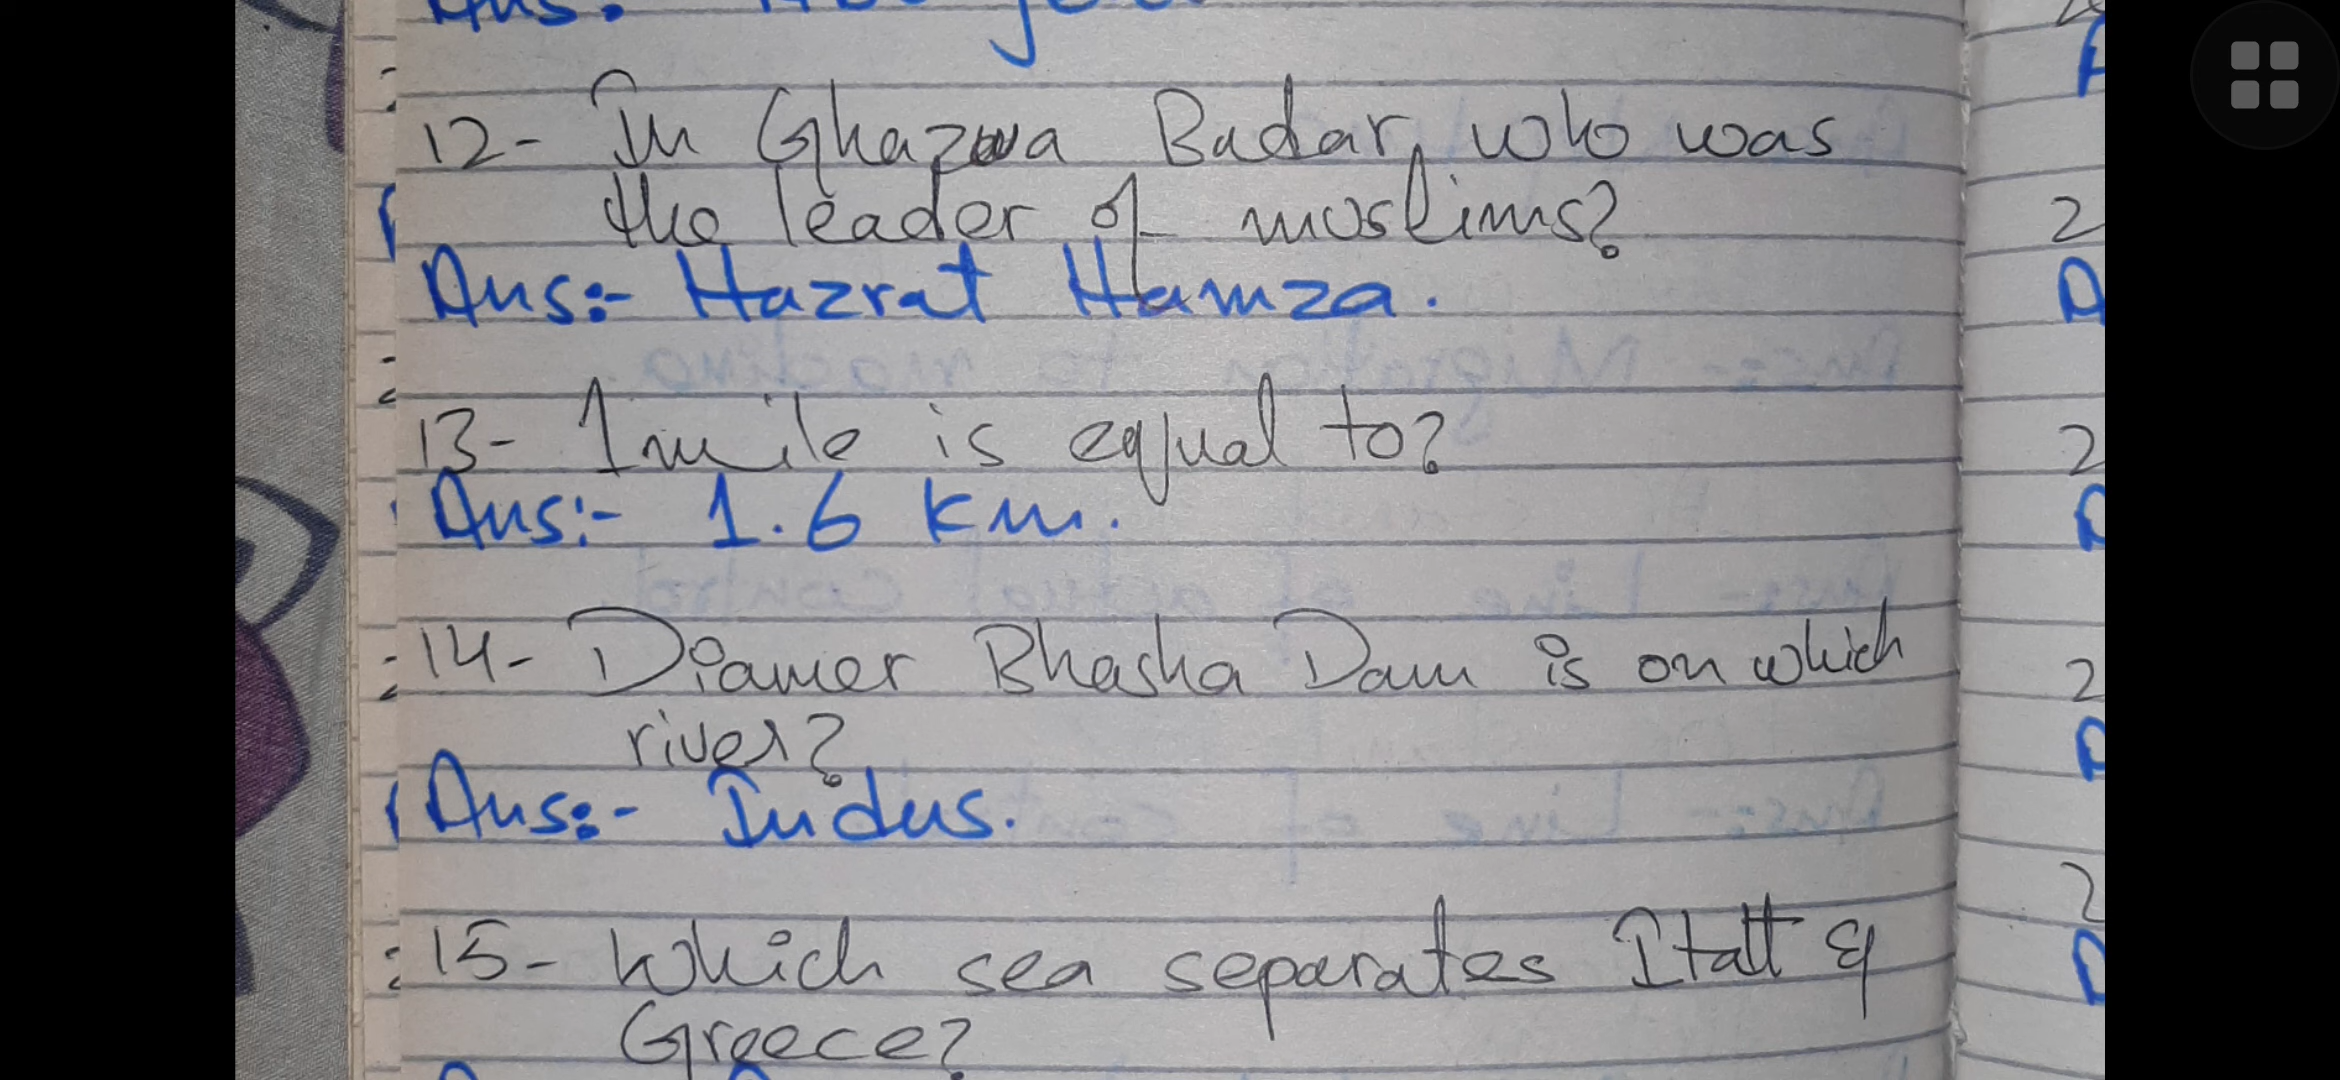 12- In Ghazwa Badar, who was
the leader of muslims?
Ans:- Hazrat Hamza.
13- 1 mile is equal to?
Ans:- 1.6 km.
14- Diamer Bhasha Dam is on which
river?
Ans:- Indus.
15- Which sea separates Italt &
Greece?